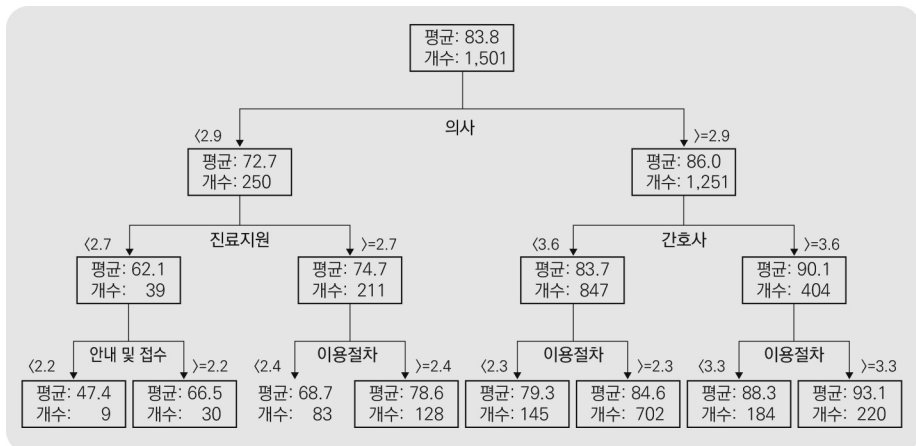 평균: 83.8
개수: 1,501
의사
〈2.9
〉=2.9
평균: 72.7
개수: 250
평균: 86.0
개수: 1,251
〈2.7
진료지원
〉=2.7
〈3.6
간호사
〉=3.6
평균: 62.1
개수: 39
평균: 74.7
개수: 211
평균: 83.7
개수: 847
평균: 90.1
개수: 404
〈2.2
안내 및 접수
〉=2.2
〈2.4
이용절차
〉=2.4
〈2.3
이용절차
〉=2.3
〈3.3
이용절차
〉=3.3
평균: 47.4
개수: 9
평균: 66.5
개수: 30
평균: 68.7
개수: 83
평균: 78.6
개수: 128
평균: 79.3
개수: 145
평균: 84.6
개수: 702
평균: 88.3
개수: 184
평균: 93.1
개수: 220